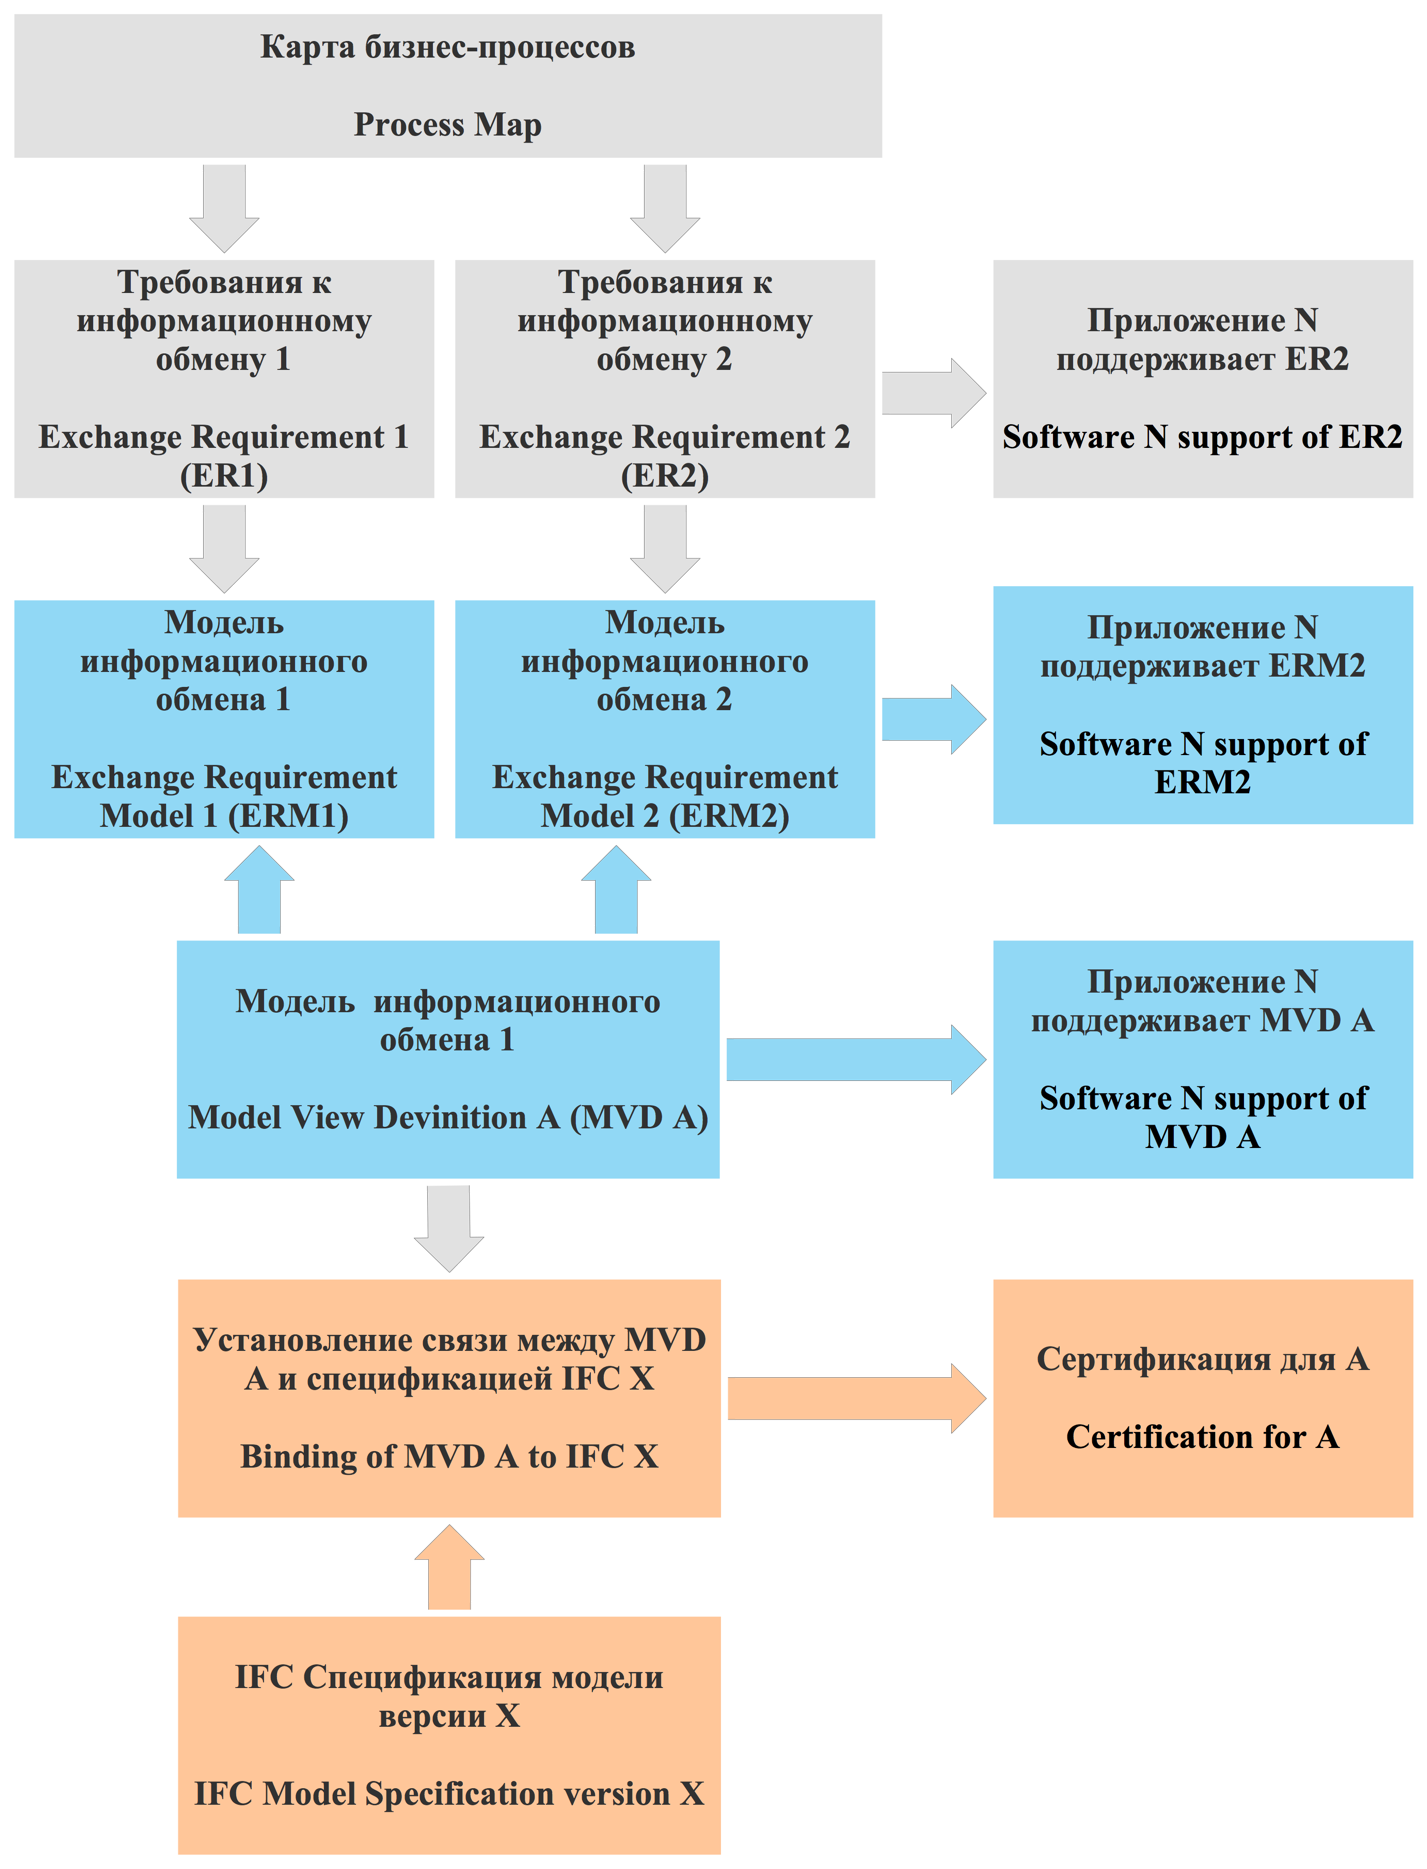 Карта бизнес-процессов
Process Map
Требования к
информационному
обмену 1
Exchange Requirement 1
(ER1)
Требования к
информационному
обмену 2
Exchange Requirement 2
(ER2)
Приложение N
поддерживает ER2
Software N support of ER2
Модель
информационного
обмена 1
Exchange Requirement
Model 1 (ERM1)
Модель
информационного
обмена 2
Exchange Requirement
Model 2 (ERM2)
Приложение N
поддерживает ERM2
Software N support of
ERM2
Модель информационного
обмена 1
Model View Devinition A (MVD A)
Приложение N
поддерживает MVD A
Software N support of
MVD A
Установление связи между MVD
A и спецификацией IFC X
Binding of MVD A to IFC X
Сертификация для A
Certification for A
IFC Спецификация модели
версии X
IFC Model Specification version X